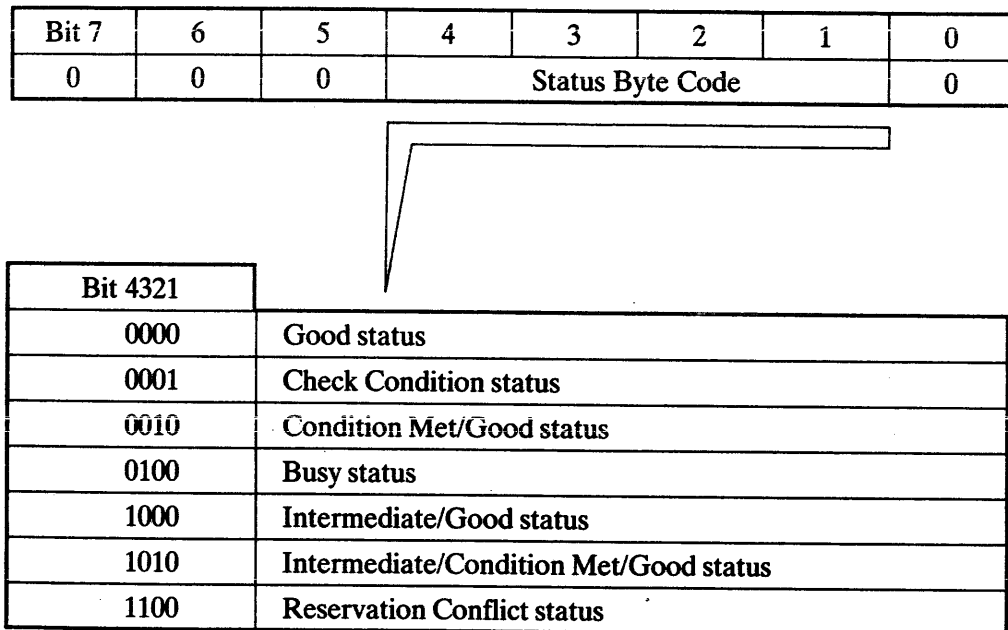 Bit 7 6 5 4 3 2 1 0
0 0 0 Status Byte Code 0
Bit 4321
0000 Good status
0001 Check Condition status
0010 Condition Met/Good status
0100 Busy status
1000 Intermediate/Good status
1010 Intermediate/Condition Met/Good status
1100 Reservation Conflict status